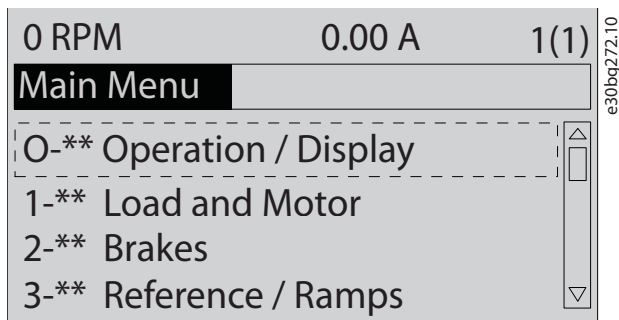 0 RPM 0.00 A 1(1)
Main Menu
O-** Operation / Display
1-** Load and Motor
2-** Brakes
3-** Reference / Ramps
e30bq272.10